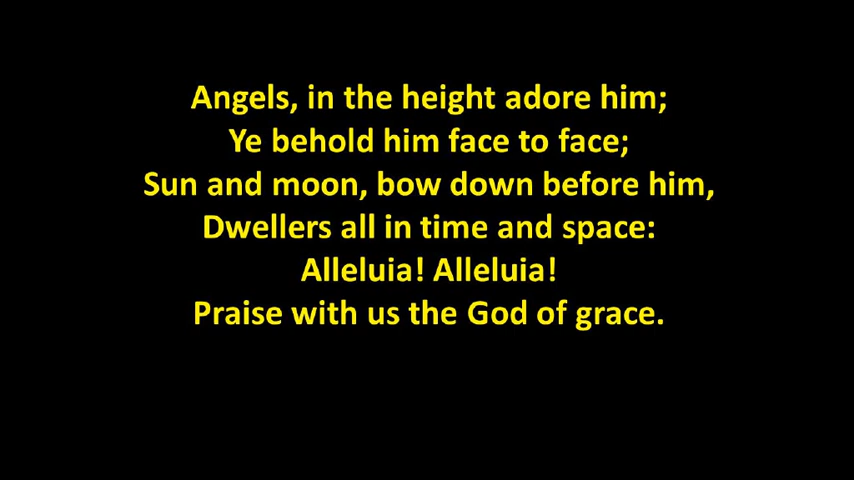 Angels, in the height adore him;
Ye behold him face to face;
Sun and moon, bow down before him,
Dwellers all in time and space:
Alleluia! Alleluia!
Praise with us the God of grace.